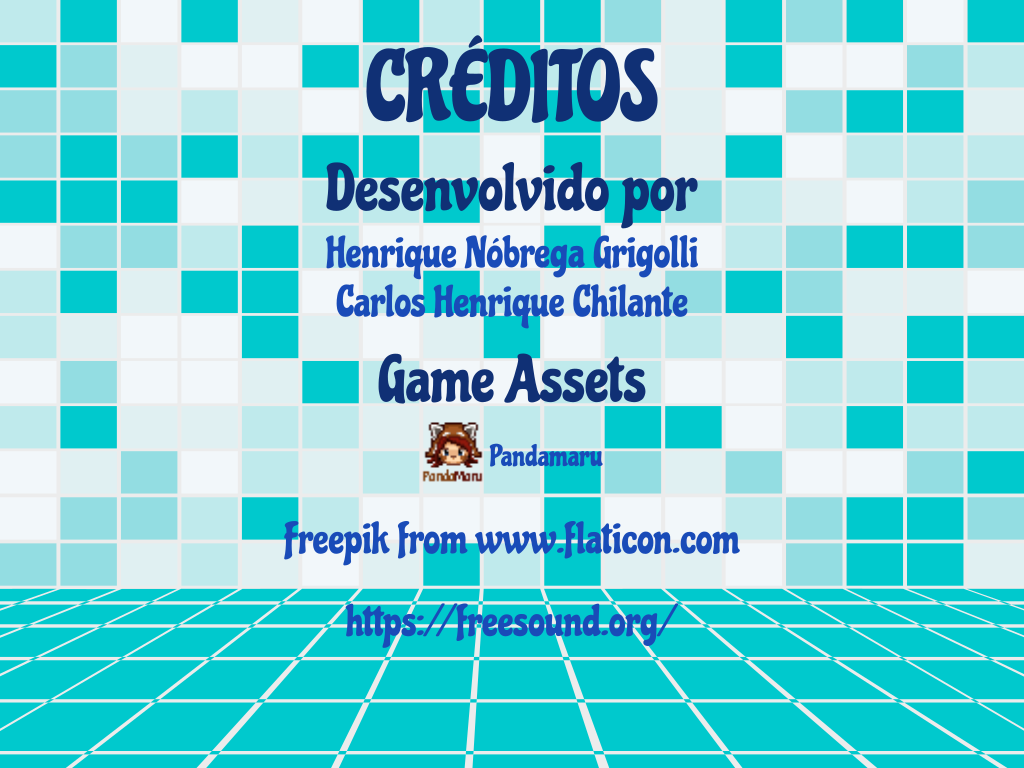 CRÉDITOS
Desenvolvido por
Henrique Nóbrega Grigolli
Carlos Henrique Chilante
Game Assets
PandaMaru
Pandamaru
Freepik from www.flaticon.com
https://freesound.org/